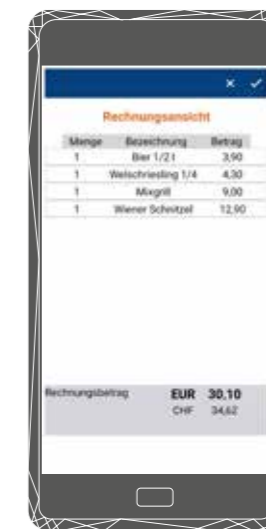 Rechnungsansicht
Menge Bezeichnung Betrag
1 Bier 1/2 l 3,90
1 Welschriesling 1/4 4,30
1 Mixgrill 9,00
1 Wiener Schnitzel 12,90
Rechnungsbetrag EUR 30,10
CHF 34,62